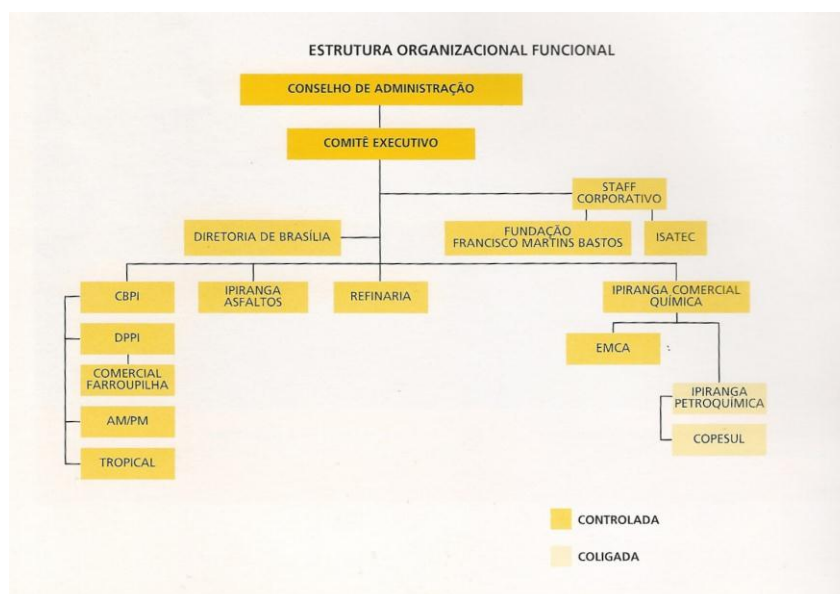 ESTRUTURA ORGANIZACIONAL FUNCIONAL
CONSELHO DE ADMINISTRAÇÃO
COMITÊ EXECUTIVO
STAFF
CORPORATIVO
DIRETORIA DE BRASÍLIA
FUNDAÇÃO
FRANCISCO MARTINS BASTOS
ISATEC
CBPI
IPIRANGA
ASFALTOS
REFINARIA
IPIRANGA COMERCIAL
QUÍMICA
DPPI
EMCA
COMERCIAL
FARROUPILHA
IPIRANGA
PETROQUÍMICA
AM/PM
COPESUL
TROPICAL
CONTROLADA
COLIGADA